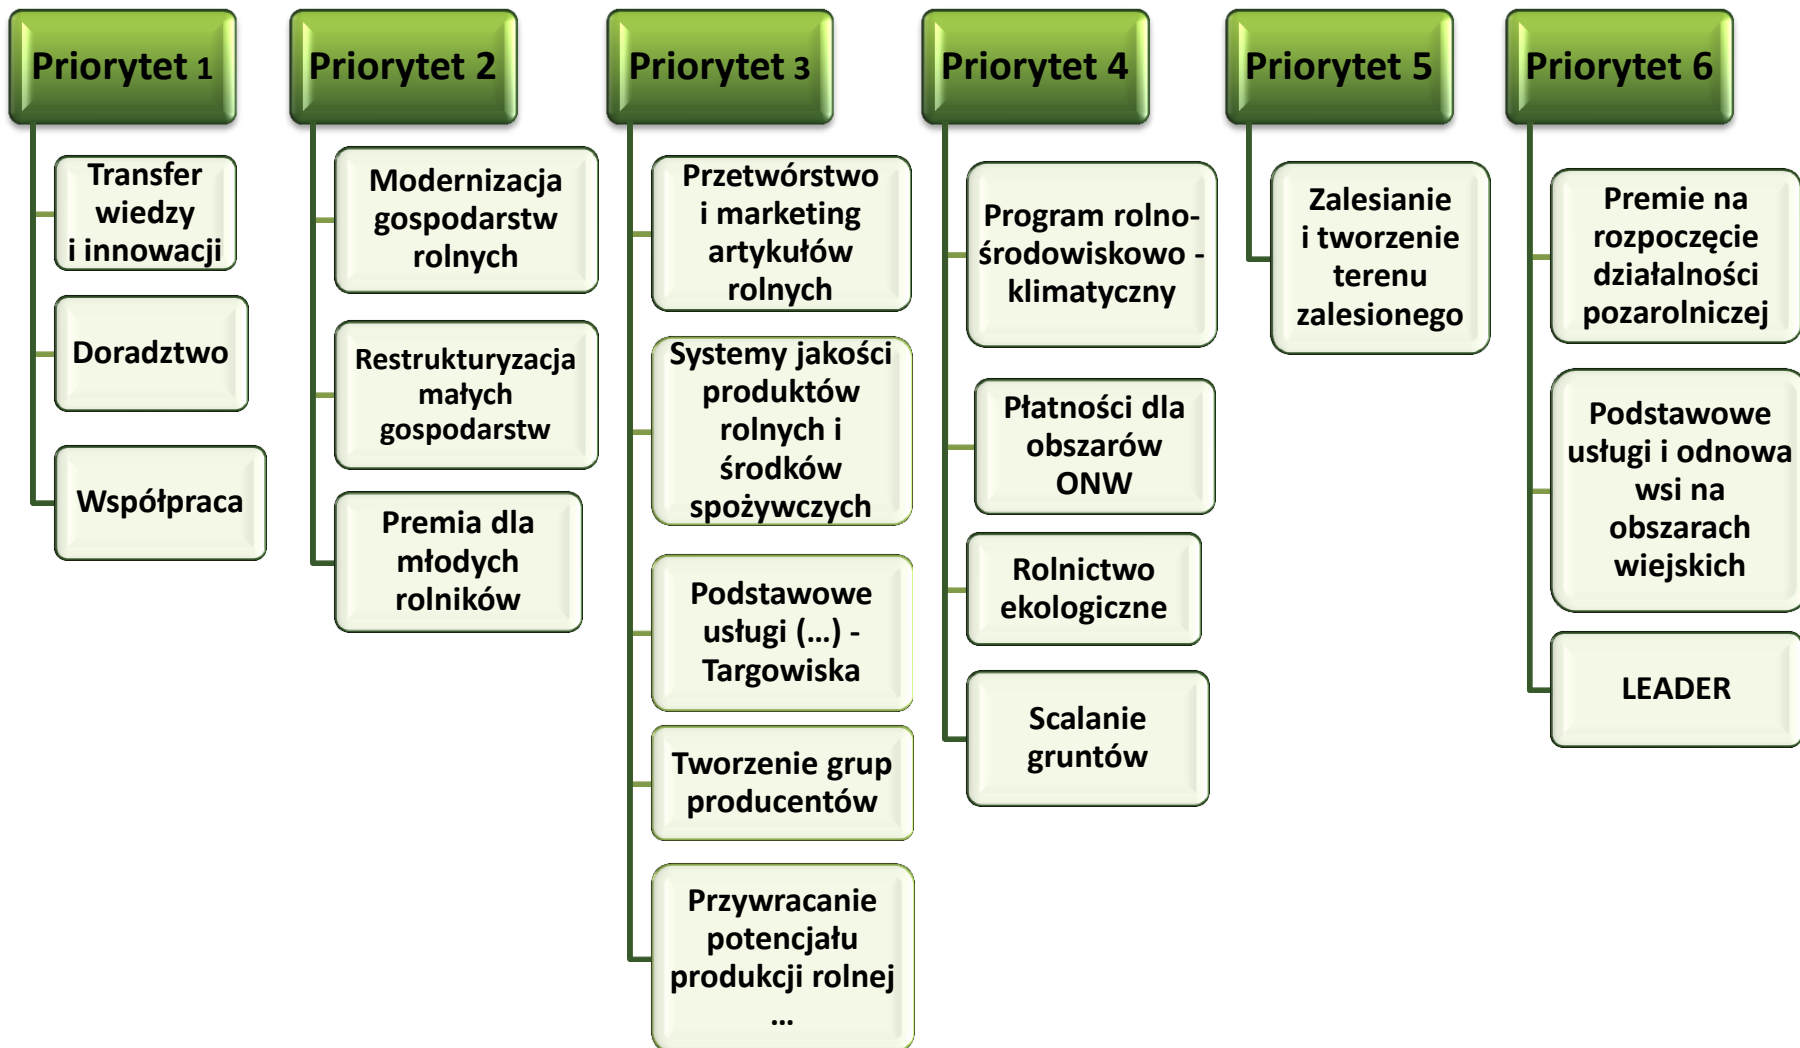 Priorytet 1
Transfer
wiedzy
i innowacji
Doradztwo
Współpraca
Priorytet 2
Modernizacja
gospodarstw
rolnych
Restrukturyzacja
małych
gospodarstw
Premia dla
młodych
rolników
Priorytet 3
Przetwórstwo
i marketing
artykułów
rolnych
Systemy jakości
produktów
rolnych i
środków
spożywczych
Podstawowe
usługi (...) -
Targowiska
Tworzenie grup
producentów
Przywracanie
potencjału
produkcji rolnej
...
Priorytet 4
Program rolno-
środowiskowo -
klimatyczny
Płatności dla
obszarów
ONW
Rolnictwo
ekologiczne
Scalanie
gruntów
Priorytet 5
Zalesianie
i tworzenie
terenu
zalesionego
Priorytet 6
Premie na
rozpoczęcie
działalności
pozarolniczej
Podstawowe
usługi i odnowa
wsi na
obszarach
wiejskich
LEADER